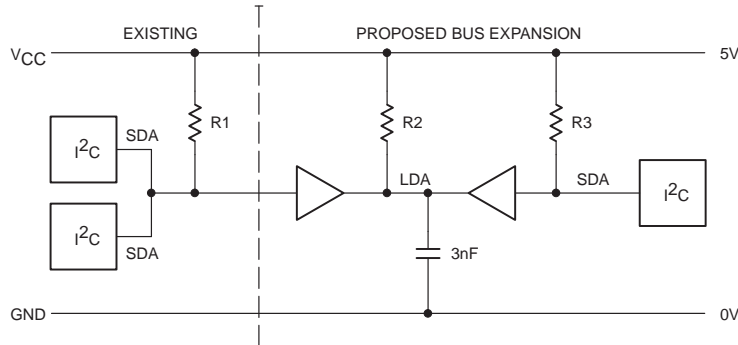 EXISTING
PROPOSED BUS EXPANSION
VCC
5V
R1
R2
R3
SDA
I2C
LDA
SDA
I2C
I2C
SDA
3nF
GND
0V